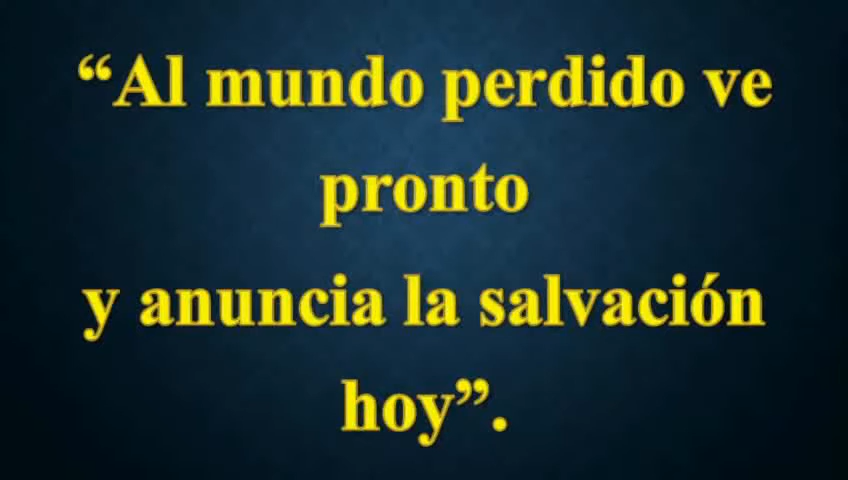 “Al mundo perdido ve
pronto
y anuncia la salvación
hoy”.